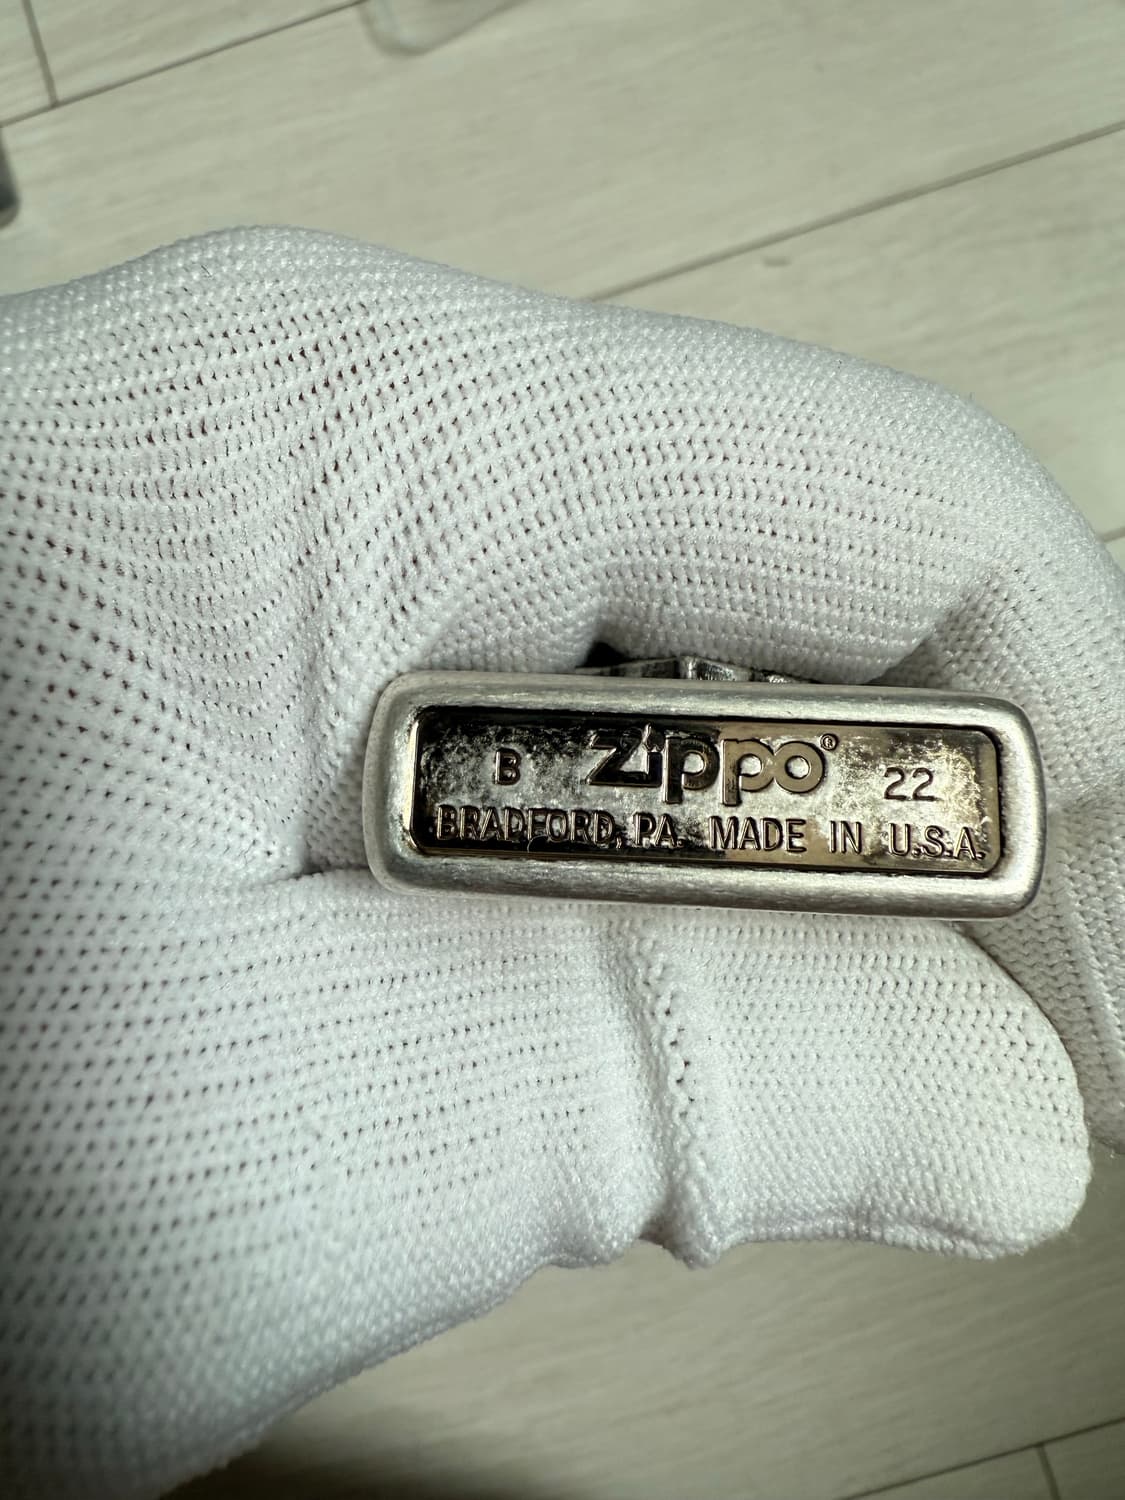 B Zippo® 22
BRADFORD, PA. MADE IN U.S.A.